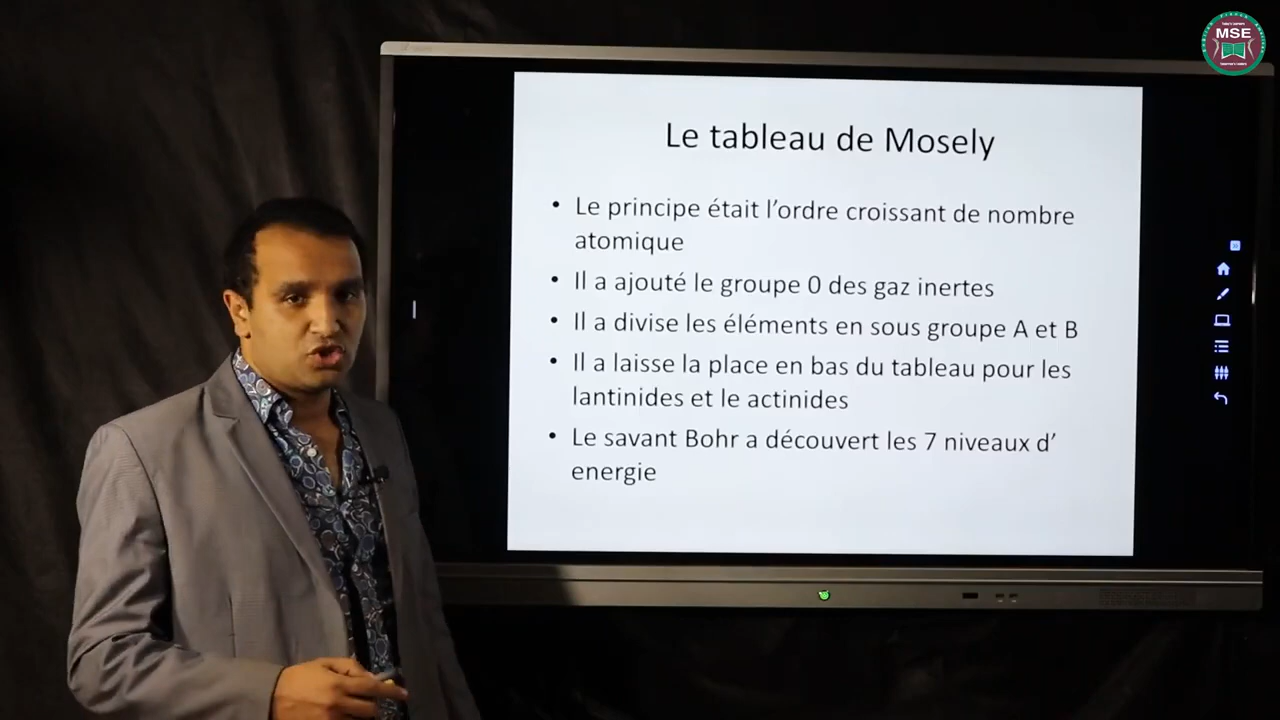 MSE
Le tableau de Mosely
• Le principe était l’ordre croissant de nombre
atomique
• Il a ajouté le groupe 0 des gaz inertes
• Il a divise les éléments en sous groupe A et B
• Il a laisse la place en bas du tableau pour les
lantinides et le actinides
• Le savant Bohr a découvert les 7 niveaux d’
energie